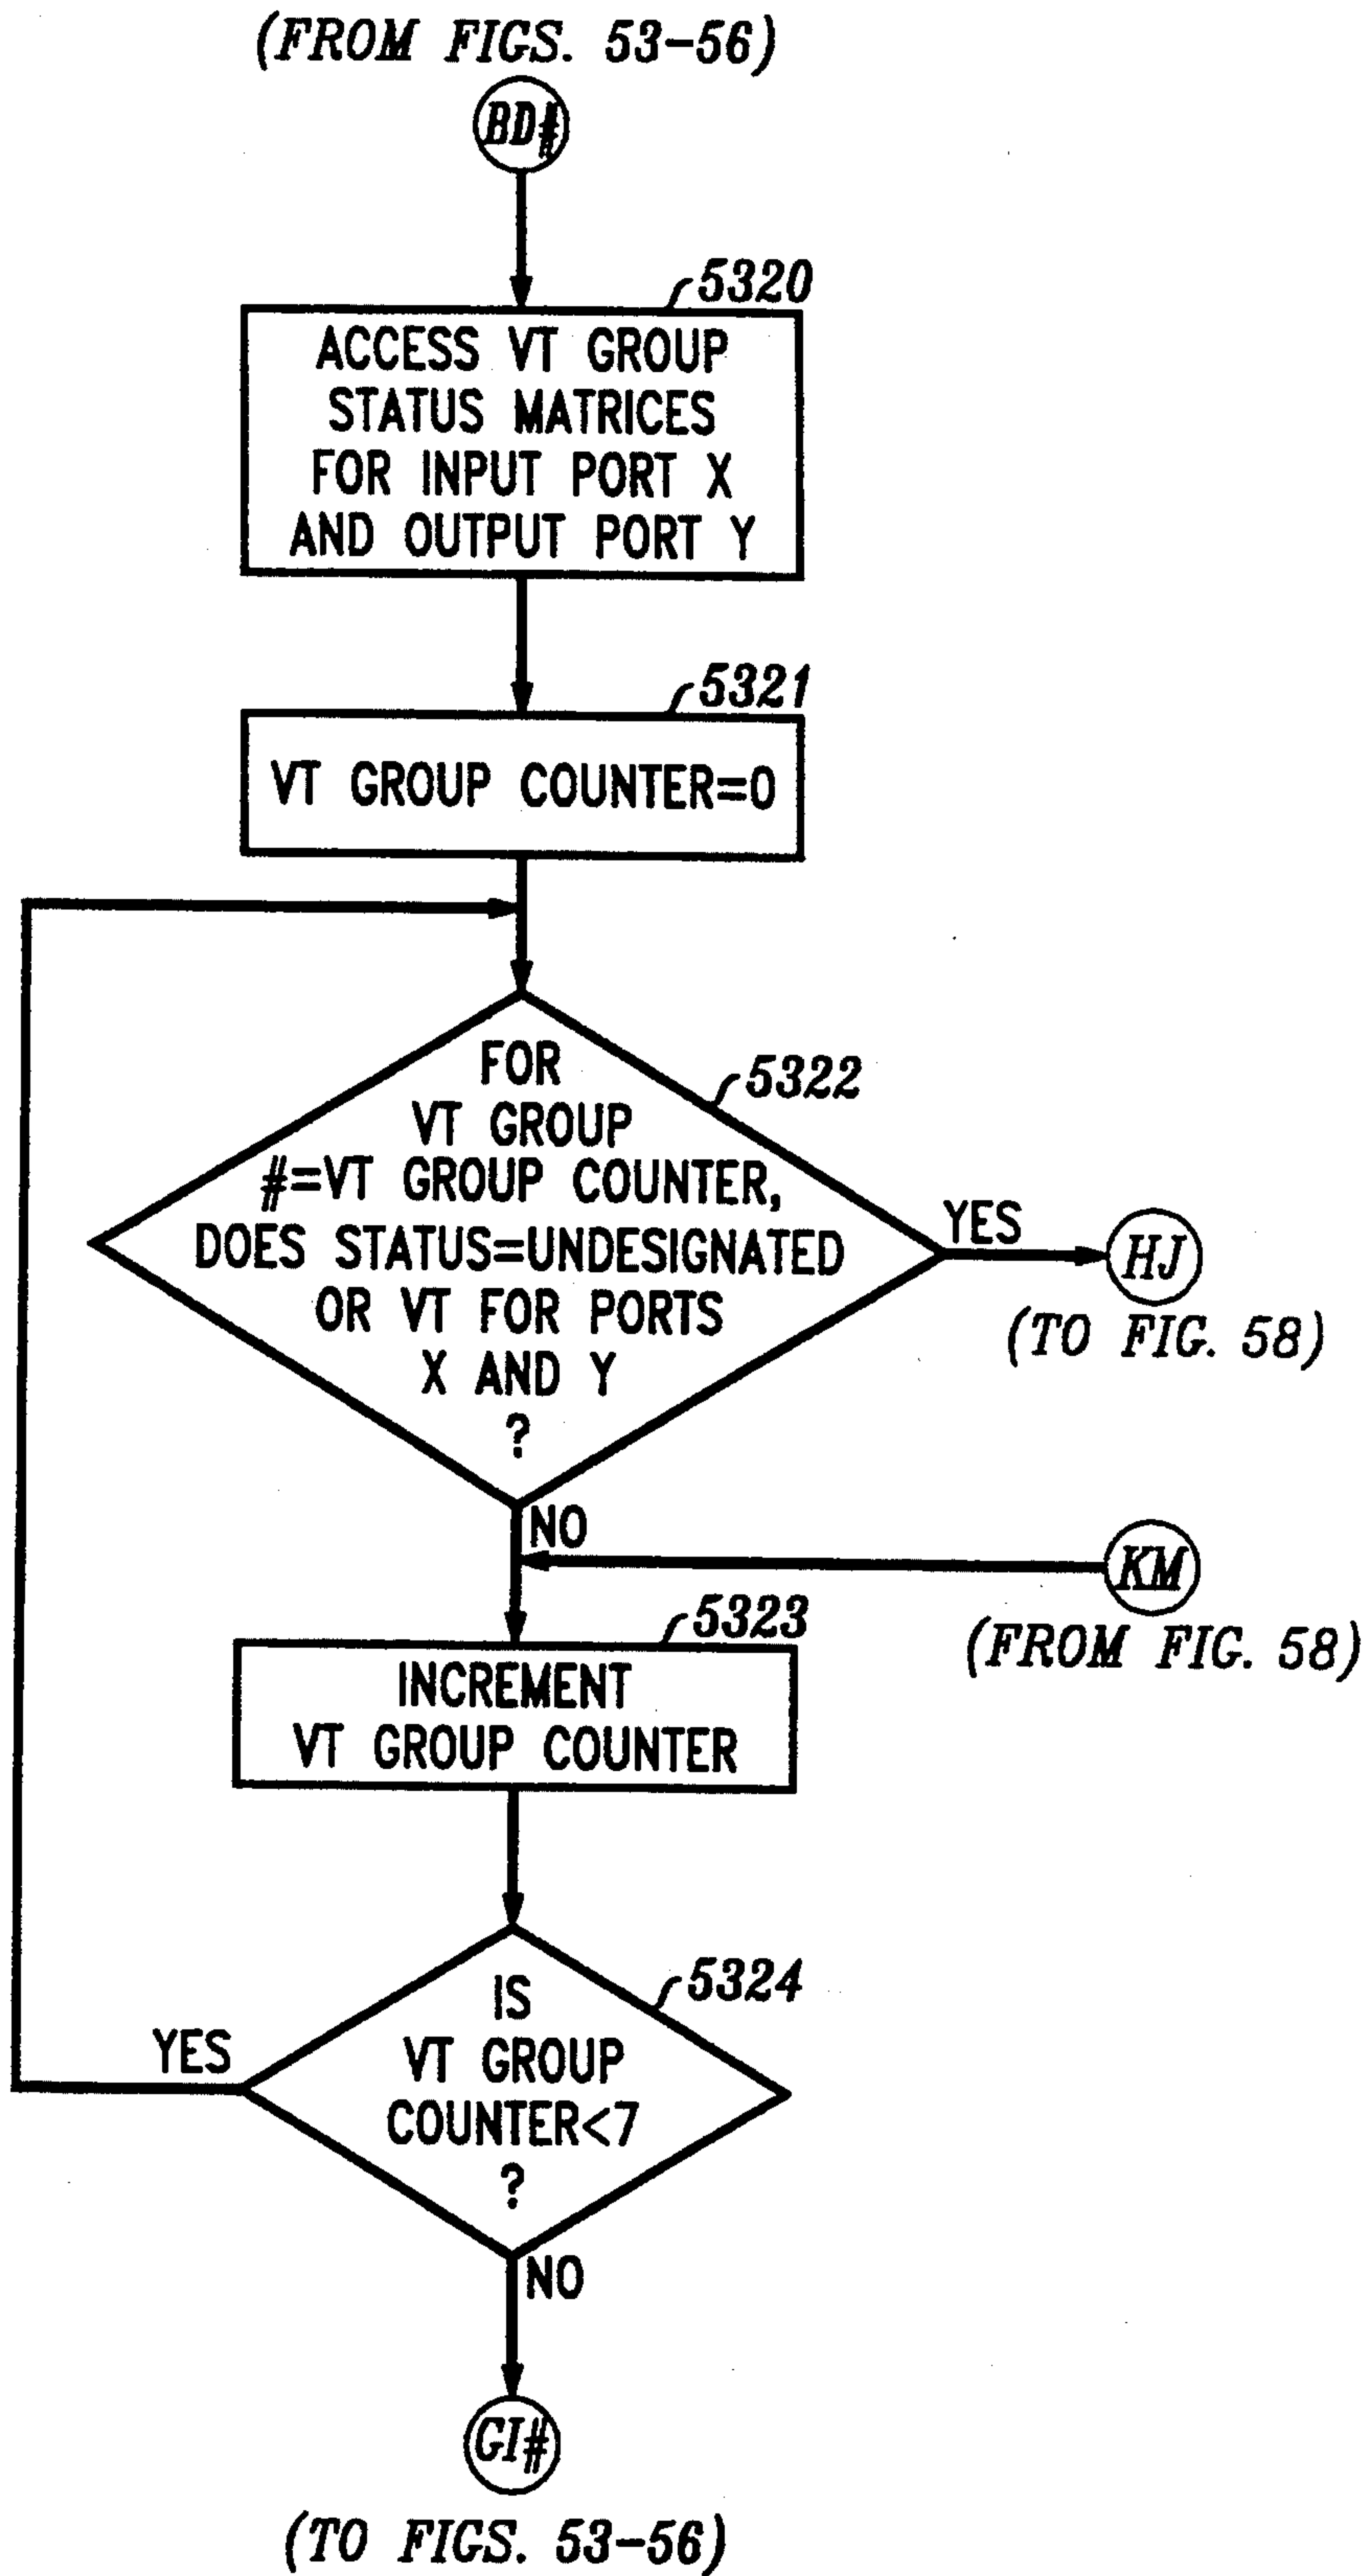 (FROM FIGS. 53-56)
BD#
5320
ACCESS VT GROUP
STATUS MATRICES
FOR INPUT PORT X
AND OUTPUT PORT Y
5321
VT GROUP COUNTER=0
FOR
VT GROUP
#=VT GROUP COUNTER,
DOES STATUS=UNDESIGNATED
OR VT FOR PORTS
X AND Y
?
5322
YES
HJ
(TO FIG. 58)
NO
KM
(FROM FIG. 58)
5323
INCREMENT
VT GROUP COUNTER
5324
IS
VT GROUP
COUNTER<7
?
YES
NO
GI#
(TO FIGS. 53-56)